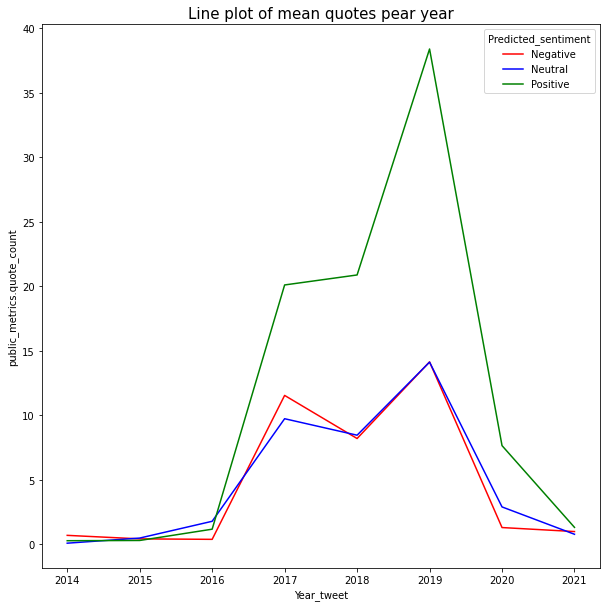 Line plot of mean quotes pear year
Predicted_sentiment
Negative
Neutral
Positive
public_metrics.quote_count
40
35
30
25
20
15
10
5
0
2014 2015 2016 2017 2018 2019 2020 2021
Year_tweet